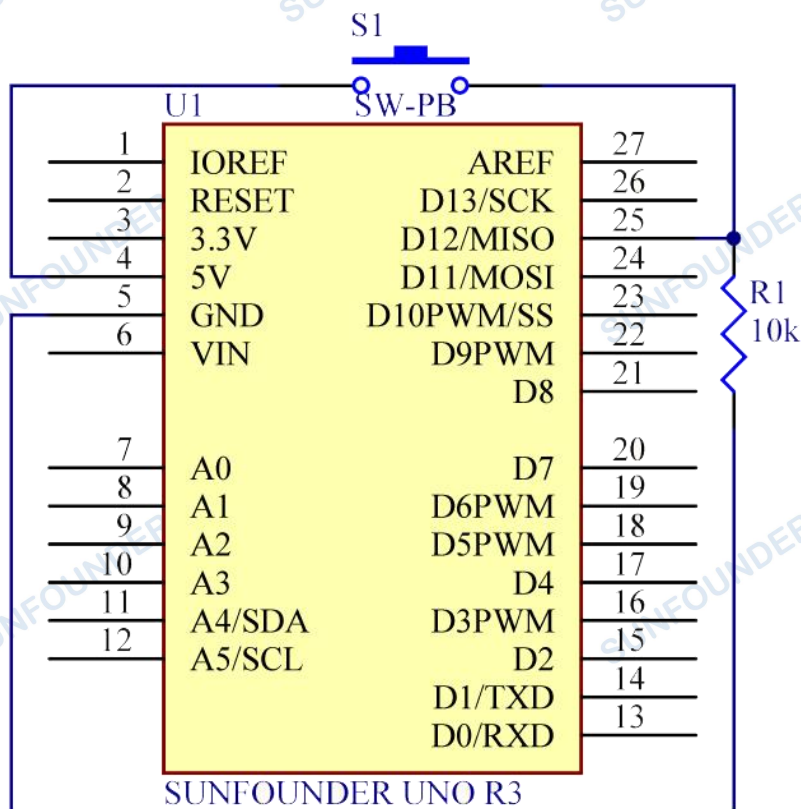 S1
SW-PB
U1
1 IOREF AREF 27
2 RESET D13/SCK 26
3 3.3V D12/MISO 25
4 5V D11/MOSI 24
5 GND D10PWM/SS 23
6 VIN D9PWM 22
D8 21
R1
10k
7 A0 D7 20
8 A1 D6PWM 19
9 A2 D5PWM 18
10 A3 D4 17
11 A4/SDA D3PWM 16
12 A5/SCL D2 15
D1/TXD 14
D0/RXD 13
SUNFOUNDER UNO R3
SUNFOUNDER
SUNFOUNDER